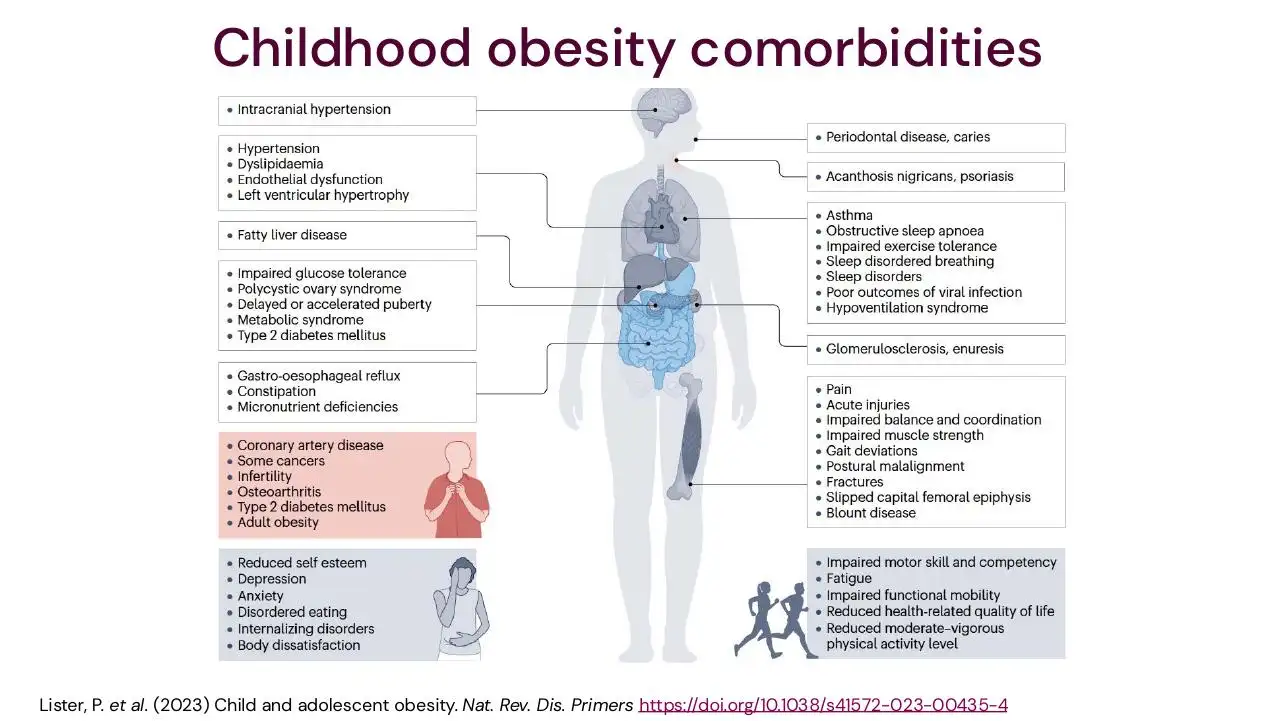 Childhood obesity comorbidities
• Intracranial hypertension
• Hypertension
• Dyslipidaemia
• Endothelial dysfunction
• Left ventricular hypertrophy
• Fatty liver disease
• Impaired glucose tolerance
• Polycystic ovary syndrome
• Delayed or accelerated puberty
• Metabolic syndrome
• Type 2 diabetes mellitus
• Gastro-oesophageal reflux
• Constipation
• Micronutrient deficiencies
• Coronary artery disease
• Some cancers
• Infertility
• Osteoarthritis
• Type 2 diabetes mellitus
• Adult obesity
• Reduced self esteem
• Depression
• Anxiety
• Disordered eating
• Internalizing disorders
• Body dissatisfaction
• Periodontal disease, caries
• Acanthosis nigricans, psoriasis
• Asthma
• Obstructive sleep apnoea
• Impaired exercise tolerance
• Sleep disordered breathing
• Sleep disorders
• Poor outcomes of viral infection
• Hypoventilation syndrome
• Glomerulosclerosis, enuresis
• Pain
• Acute injuries
• Impaired balance and coordination
• Impaired muscle strength
• Gait deviations
• Postural malalignment
• Fractures
• Slipped capital femoral epiphysis
• Blount disease
• Impaired motor skill and competency
• Fatigue
• Impaired functional mobility
• Reduced health-related quality of life
• Reduced moderate–vigorous
physical activity level
Lister, P. et al. (2023) Child and adolescent obesity. Nat. Rev. Dis. Primers https://doi.org/10.1038/s41572-023-00435-4